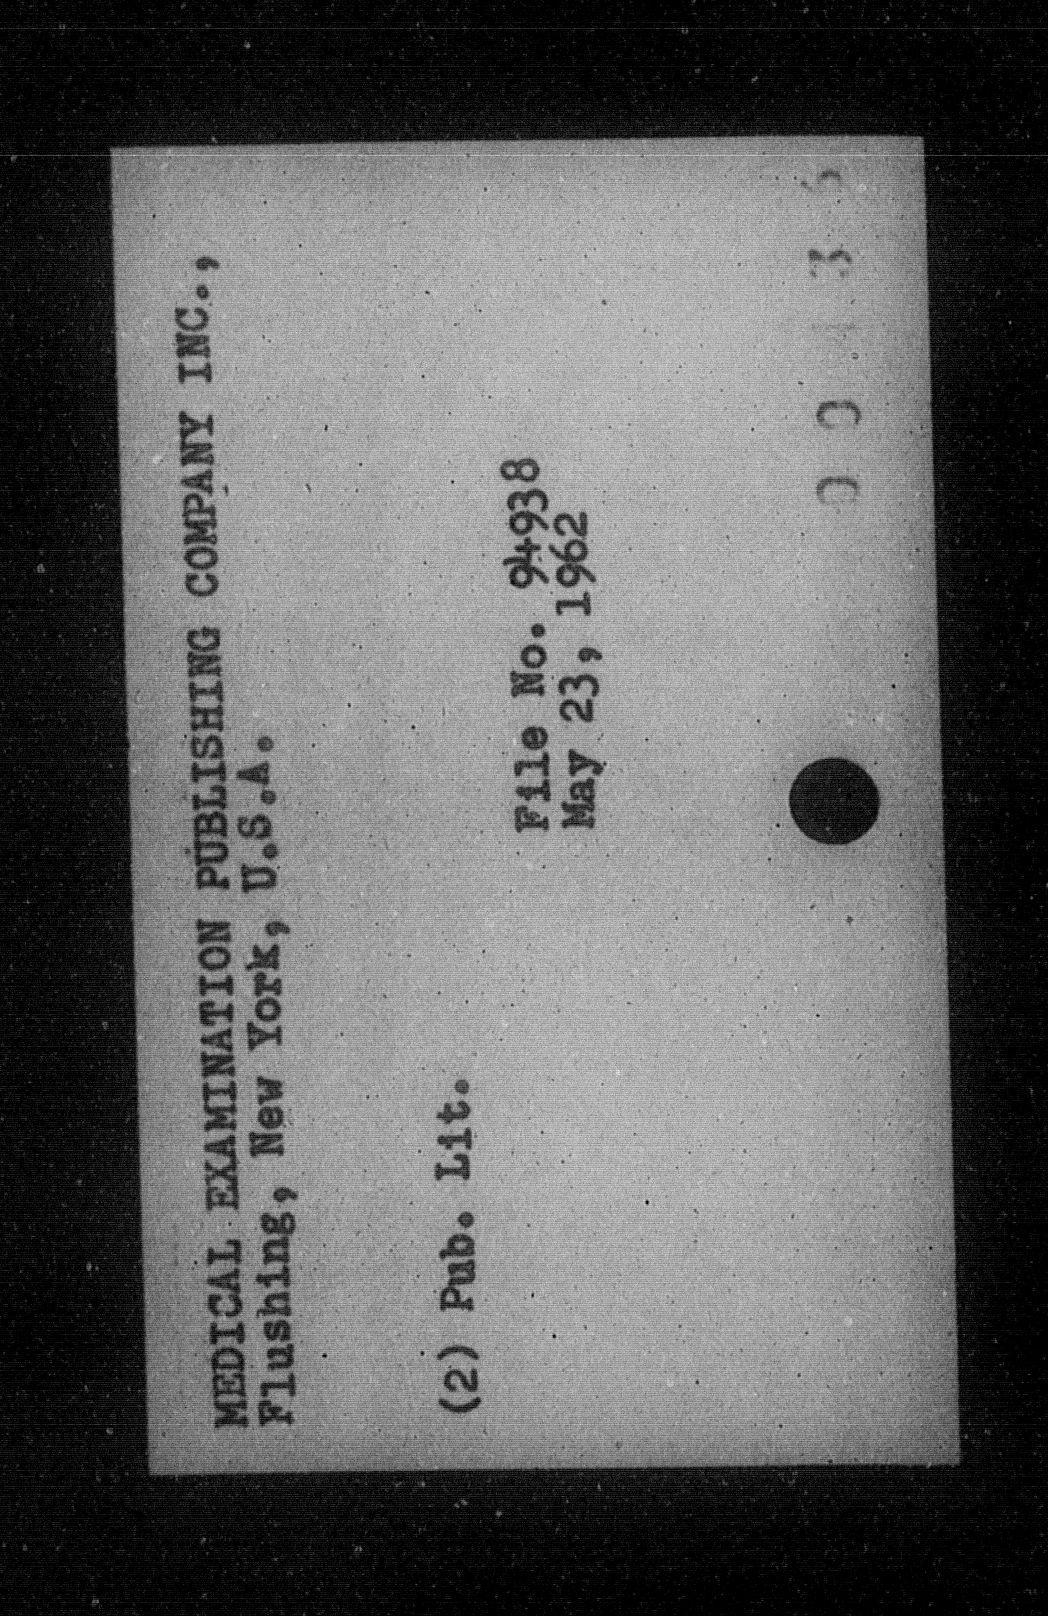 MEDICAL EXAMINATION PUBLISHING COMPANY INC.,
Flushing, New York, U.S.A.
(2) Pub. Lit.
File No. 94938
May 23, 1962